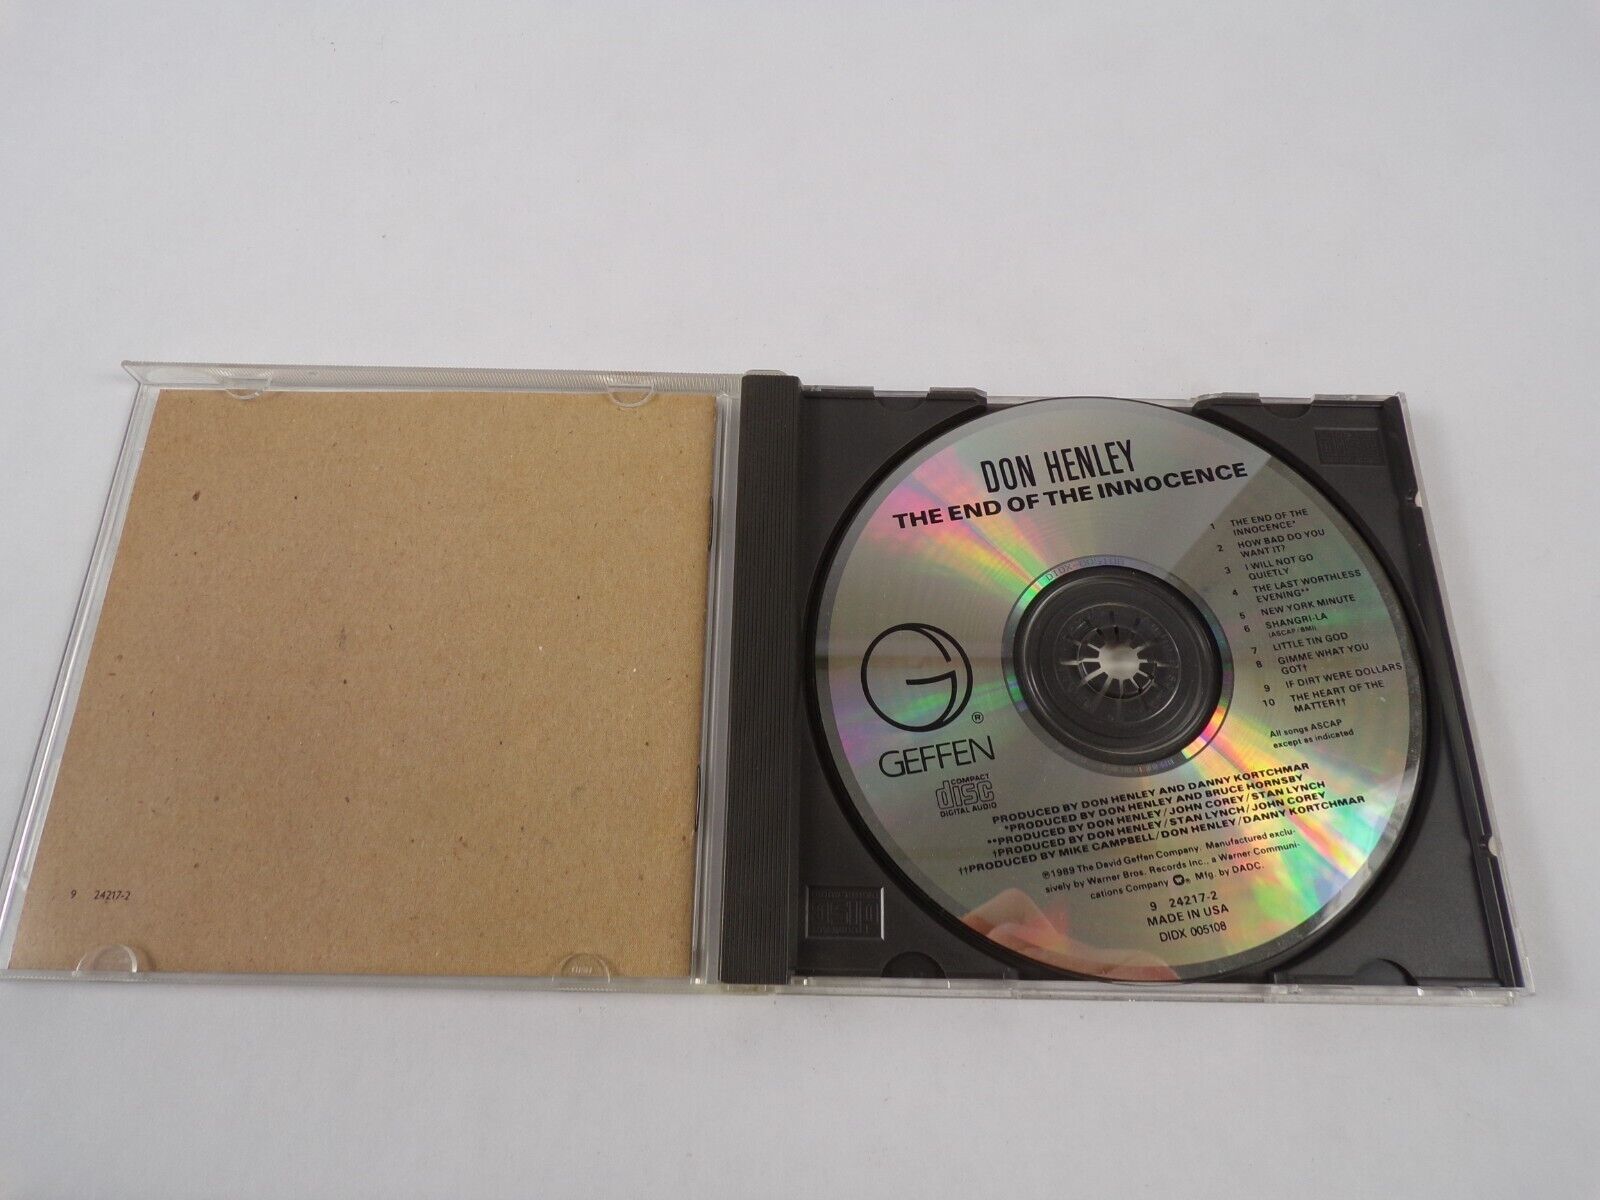 9 24217-2
DON HENLEY
THE END OF THE INNOCENCE
1 THE END OF THE
INNOCENCE*
2 HOW BAD DO YOU
WANT IT?
3 I WILL NOT GO
QUIETLY
4 THE LAST WORTHLESS
EVENING**
5 NEW YORK MINUTE
6 SHANGRI-LA
(ASCAP/BMI)
7 LITTLE TIN GOD
8 GIMME WHAT YOU
GOT†
9 IF DIRT WERE DOLLARS
10 THE HEART OF THE
MATTER††
All songs ASCAP
except as indicated
DIDX-005108
®
GEFFEN
COMPACT
disc
DIGITAL AUDIO
PRODUCED BY DON HENLEY AND DANNY KORTCHMAR
*PRODUCED BY DON HENLEY AND BRUCE HORNSBY
**PRODUCED BY DON HENLEY/JOHN COREY/STAN LYNCH
†PRODUCED BY DON HENLEY/STAN LYNCH/JOHN COREY
††PRODUCED BY MIKE CAMPBELL/DON HENLEY/DANNY KORTCHMAR
℗1989 The David Geffen Company. Manufactured exclu-
sively by Warner Bros. Records Inc., a Warner Communi-
cations Company. Mfg. by DADC.
9 24217-2
MADE IN USA
DIDX 005108